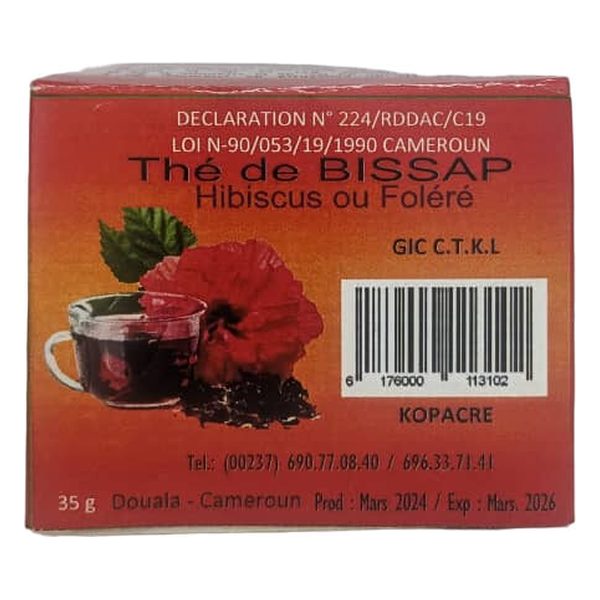 DECLARATION N° 224/RDDAC/C19
LOI N-90/053/19/1990 CAMEROUN
Thé de BISSAP
Hibiscus ou Foléré
GIC C.T.K.L
6 176000 113102
KOPACRE
Tel.: (00237) 690.77.08.40 / 696.33.71.41
35 g Douala - Cameroun Prod : Mars 2024 / Exp : Mars. 2026